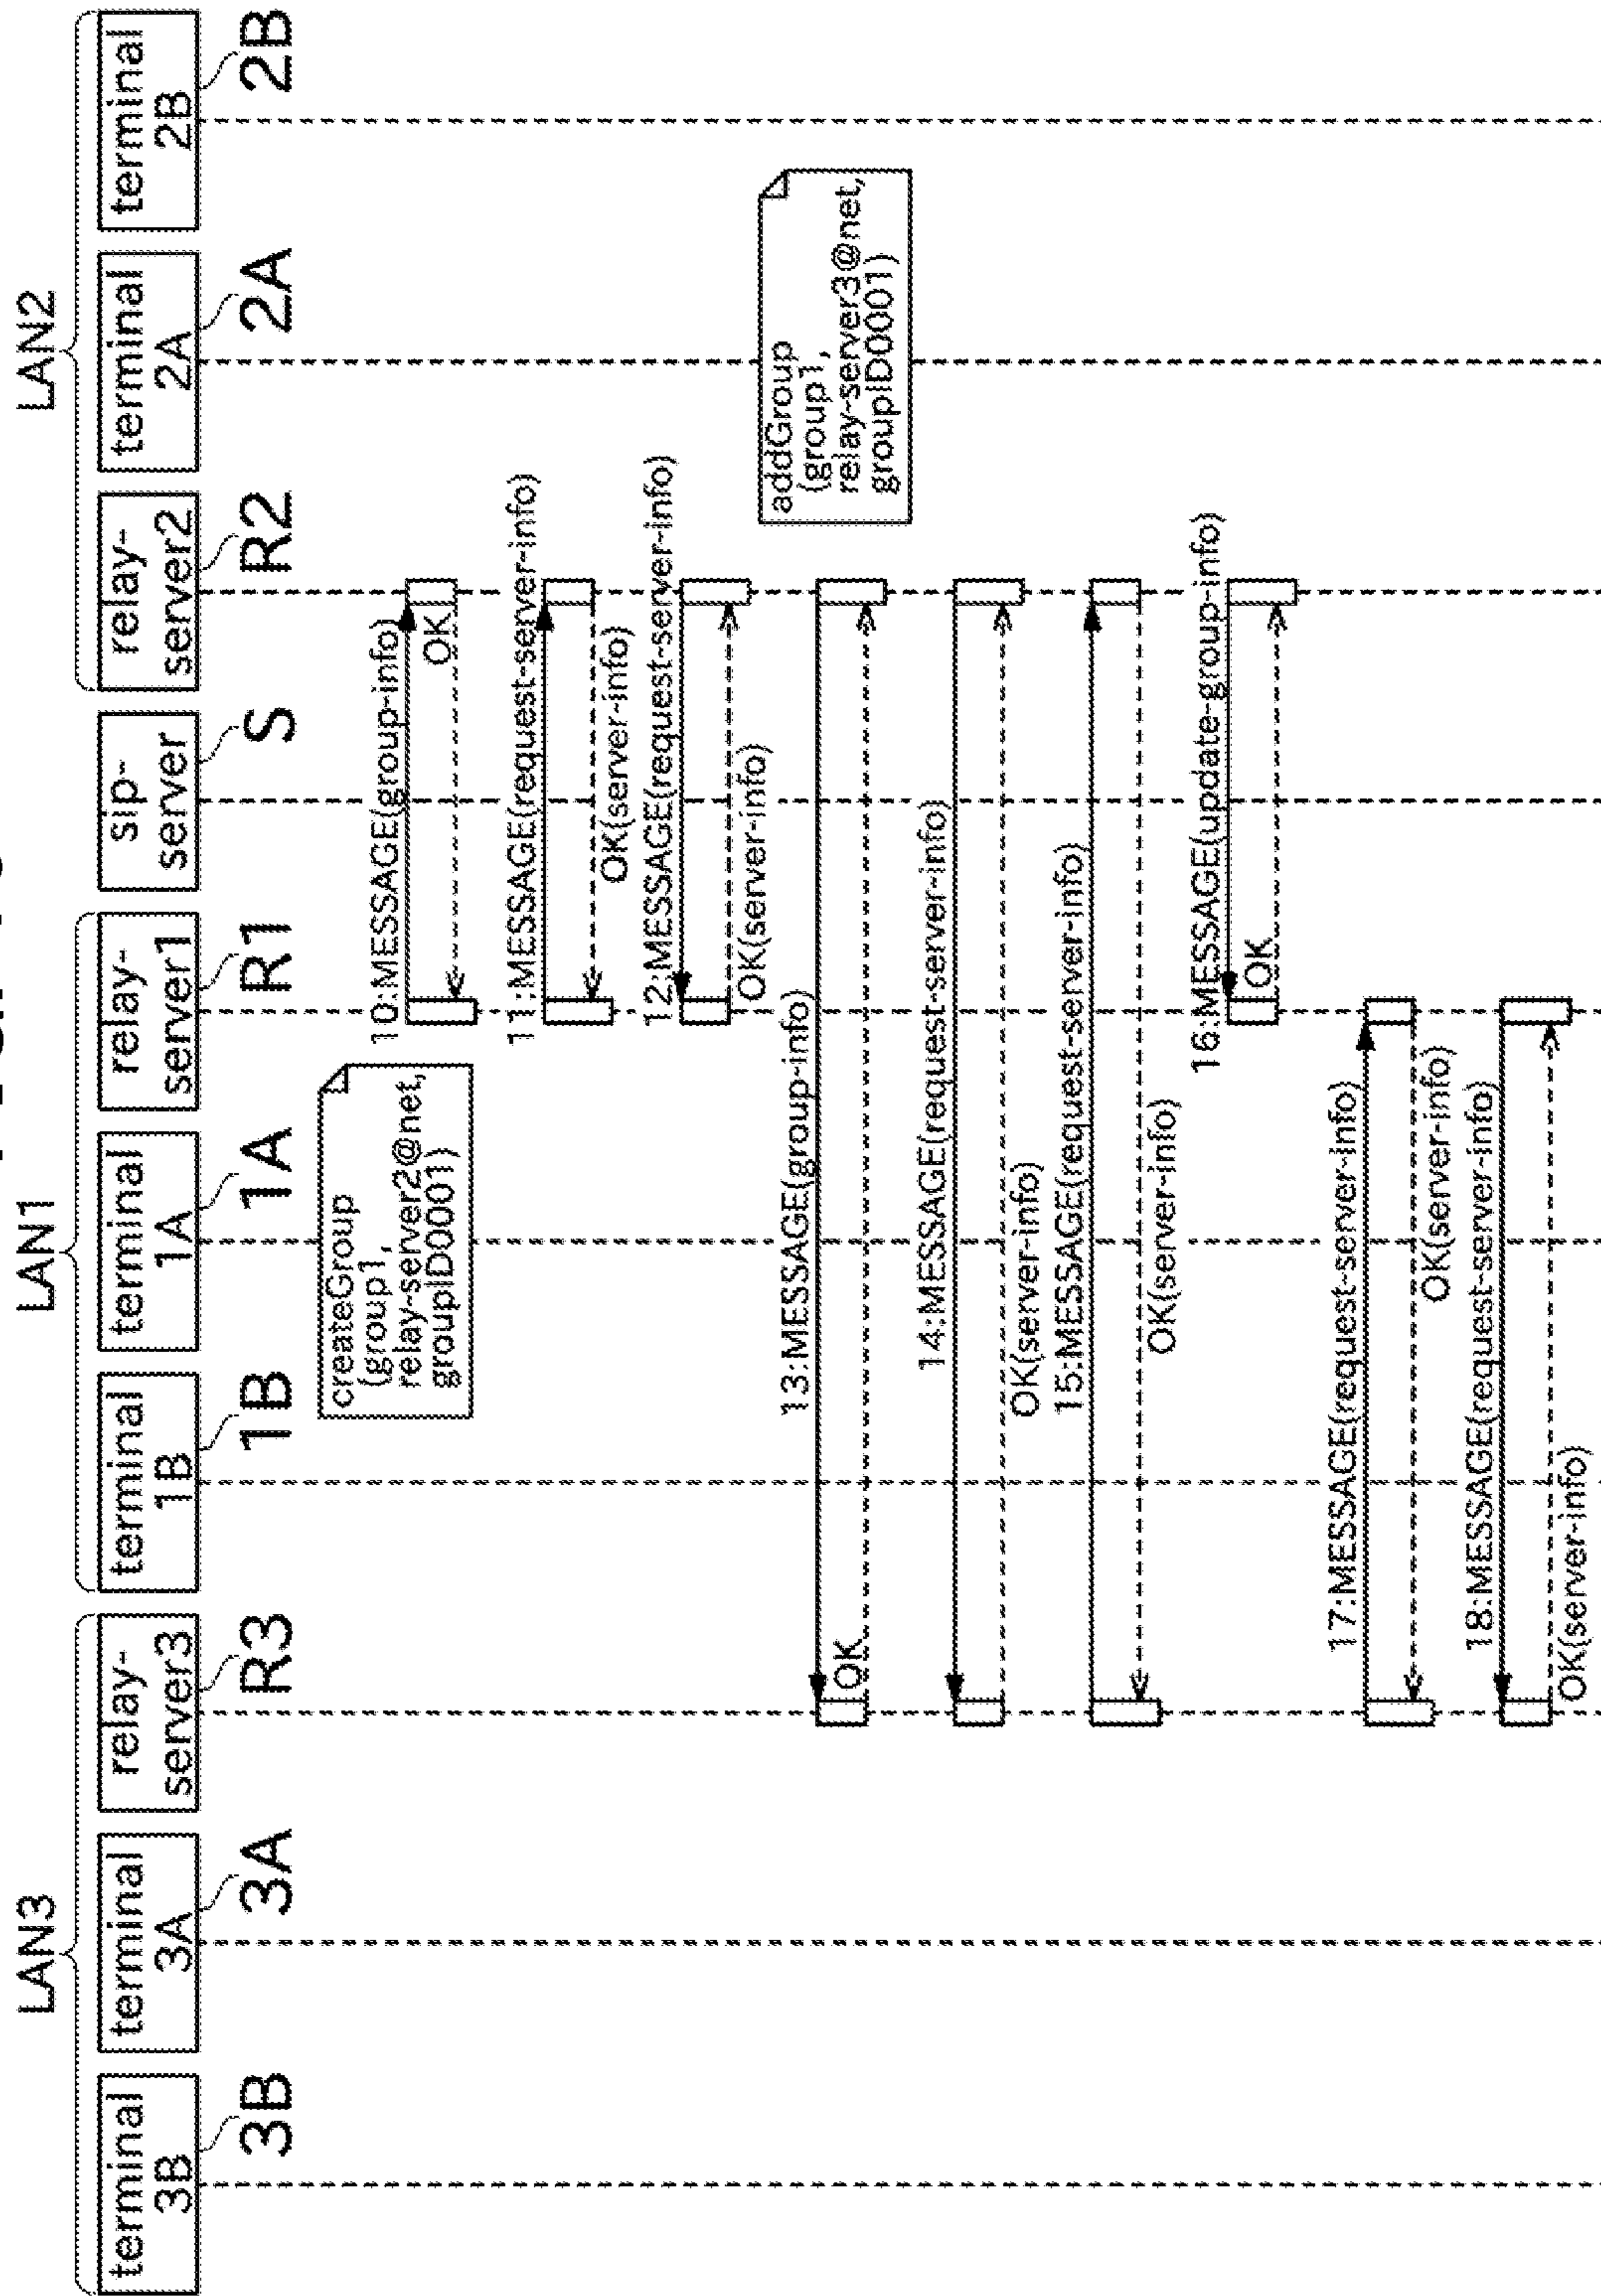 LAN3
LAN1
LAN2
terminal
3B
terminal
3A
relay-
server3
terminal
1B
terminal
1A
relay-
server1
sip-
server
relay-
server2
terminal
2A
terminal
2B
3B
3A
R3
1B
1A
R1
S
R2
2A
2B
createGroup
(group1,
relay-server2@net,
groupID0001)
10:MESSAGE(group-info)
OK
11:MESSAGE(request-server-info)
OK(server-info)
12:MESSAGE(request-server-info)
OK(server-info)
addGroup
(group1,
relay-server3@net,
groupID0001)
13:MESSAGE(group-info)
OK
14:MESSAGE(request-server-info)
OK(server-info)
15:MESSAGE(request-server-info)
OK(server-info)
16:MESSAGE(update-group-info)
OK
17:MESSAGE(request-server-info)
OK(server-info)
18:MESSAGE(request-server-info)
OK(server-info)